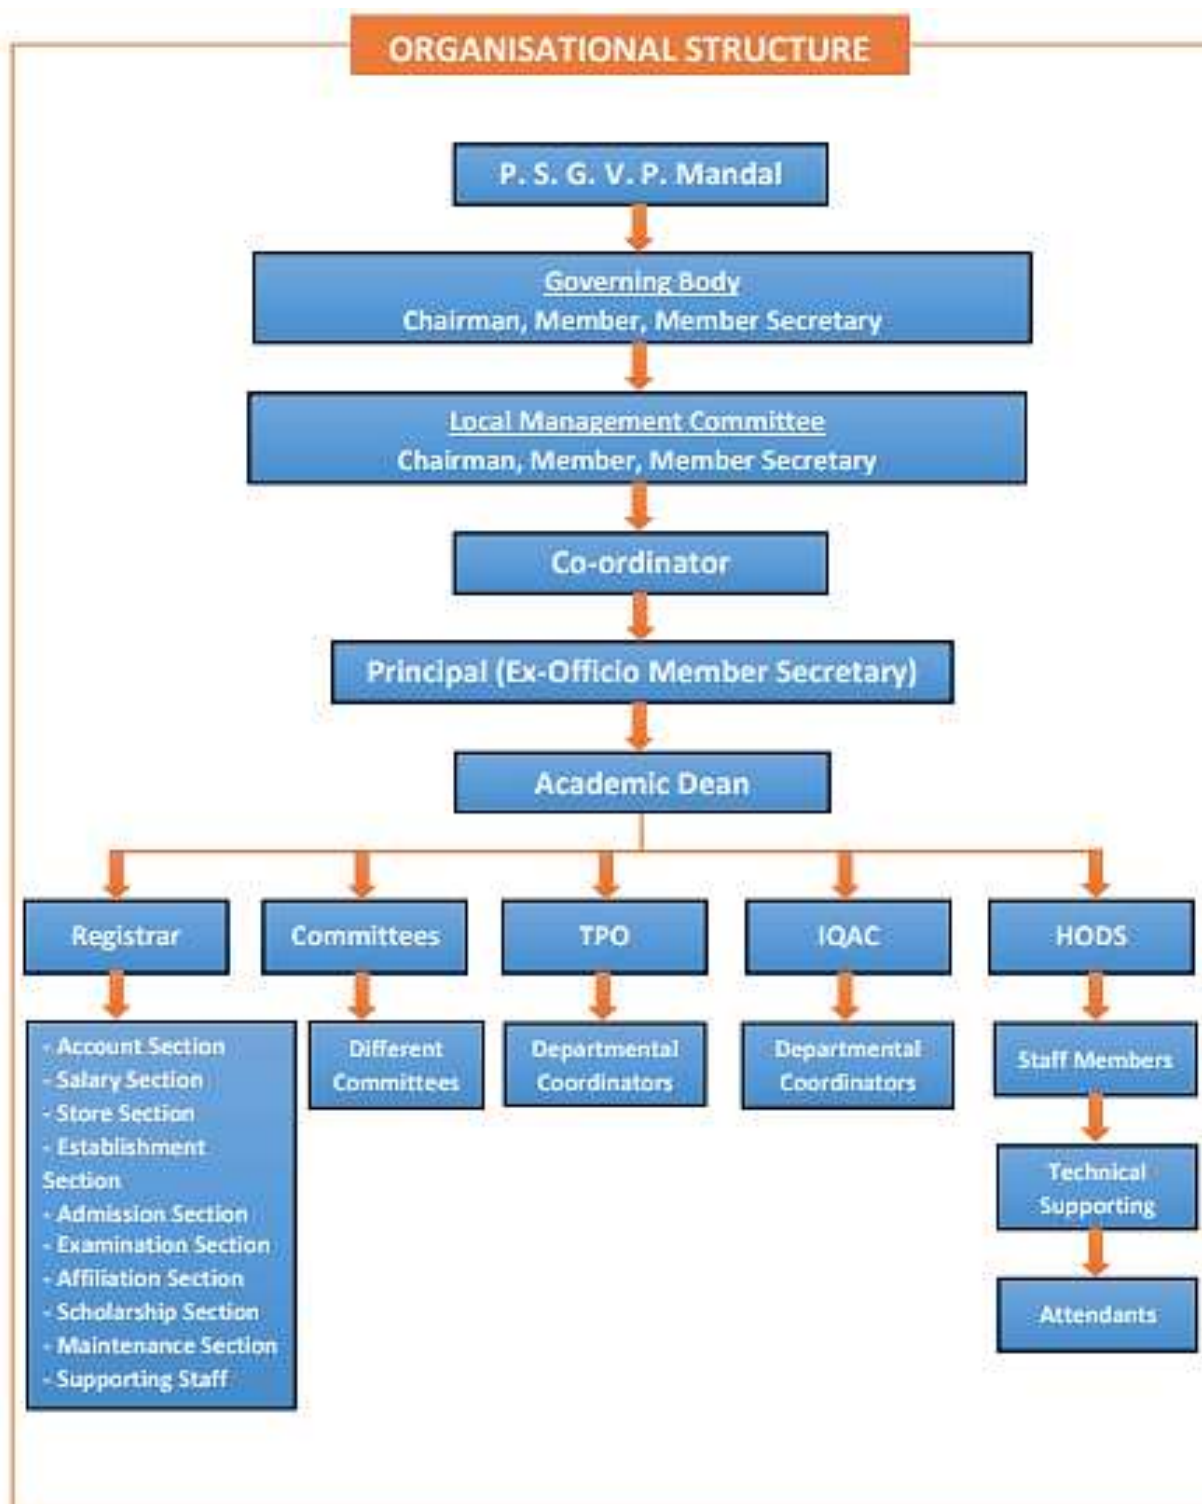 ORGANISATIONAL STRUCTURE
P. S. G. V. P. Mandal
Governing Body
Chairman, Member, Member Secretary
Local Management Committee
Chairman, Member, Member Secretary
Co-ordinator
Principal (Ex-Officio Member Secretary)
Academic Dean
Registrar
Committees
TPO
IQAC
HODS
- Account Section
- Salary Section
- Store Section
- Establishment
Section
- Admission Section
- Examination Section
- Affiliation Section
- Scholarship Section
- Maintenance Section
- Supporting Staff
Different
Committees
Departmental
Coordinators
Departmental
Coordinators
Staff Members
Technical
Supporting
Attendants